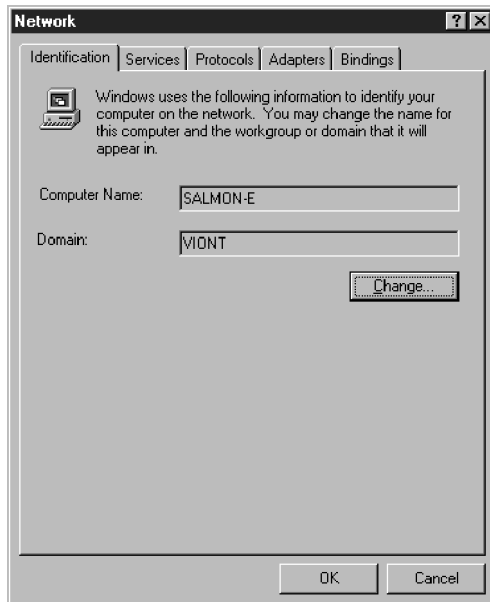 Network
Identification Services Protocols Adapters Bindings
Windows uses the following information to identify your
computer on the network. You may change the name for
this computer and the workgroup or domain that it will
appear in.
Computer Name: SALMON-E
Domain: VIONT
Change...
OK Cancel